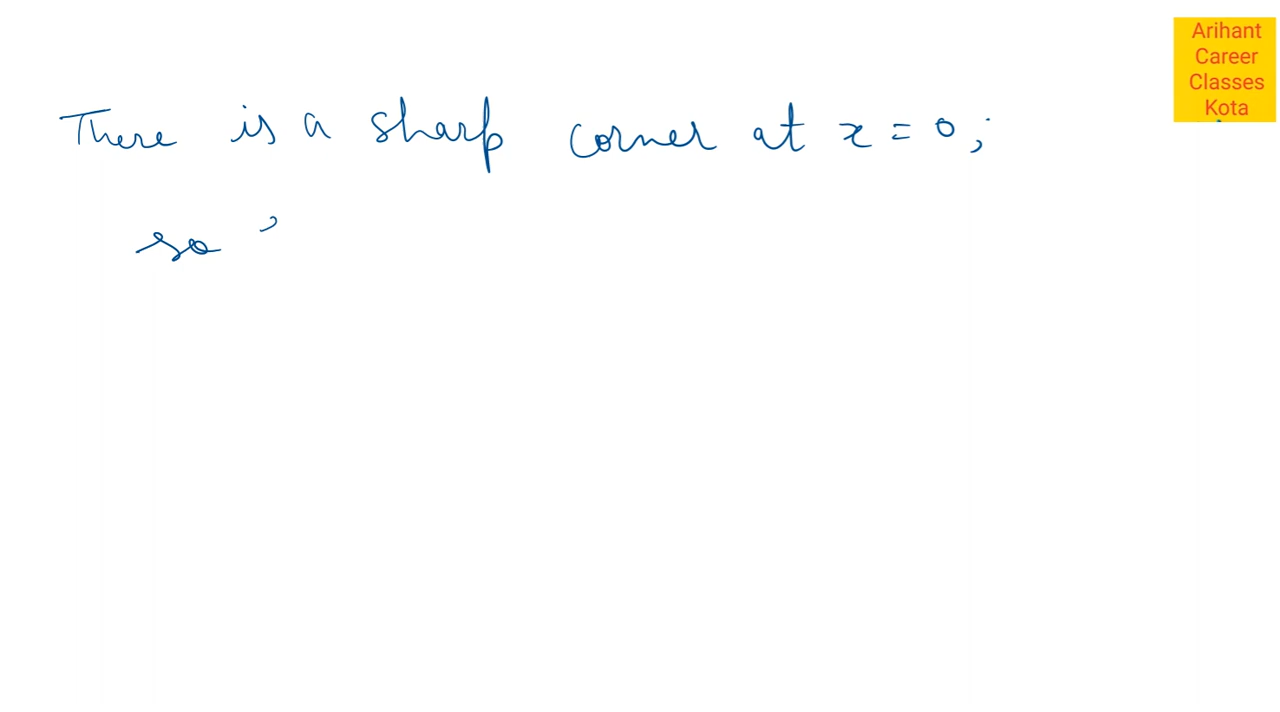 Arihant
Career
Classes
Kota
There is a sharp corner at x = 0;
so